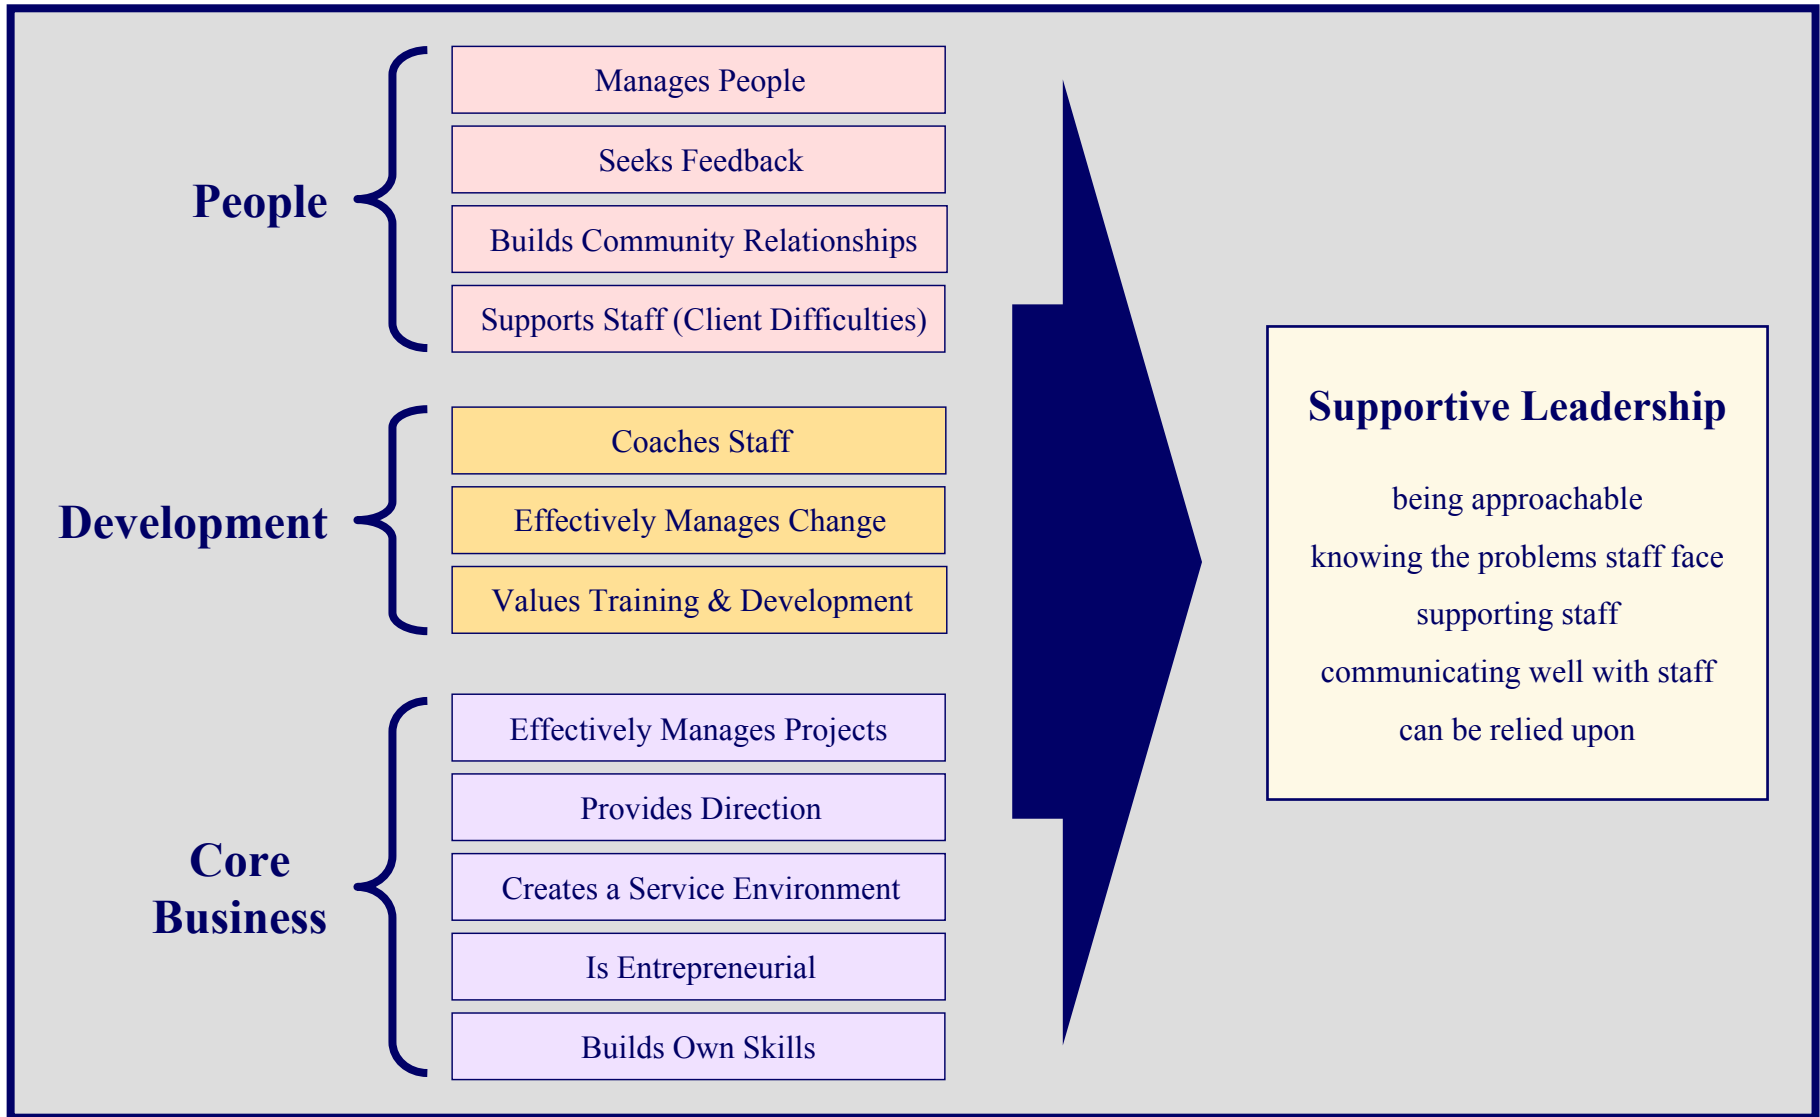 People
Manages People
Seeks Feedback
Builds Community Relationships
Supports Staff (Client Difficulties)
Development
Coaches Staff
Effectively Manages Change
Values Training & Development
Core
Business
Effectively Manages Projects
Provides Direction
Creates a Service Environment
Is Entrepreneurial
Builds Own Skills
Supportive Leadership
being approachable
knowing the problems staff face
supporting staff
communicating well with staff
can be relied upon